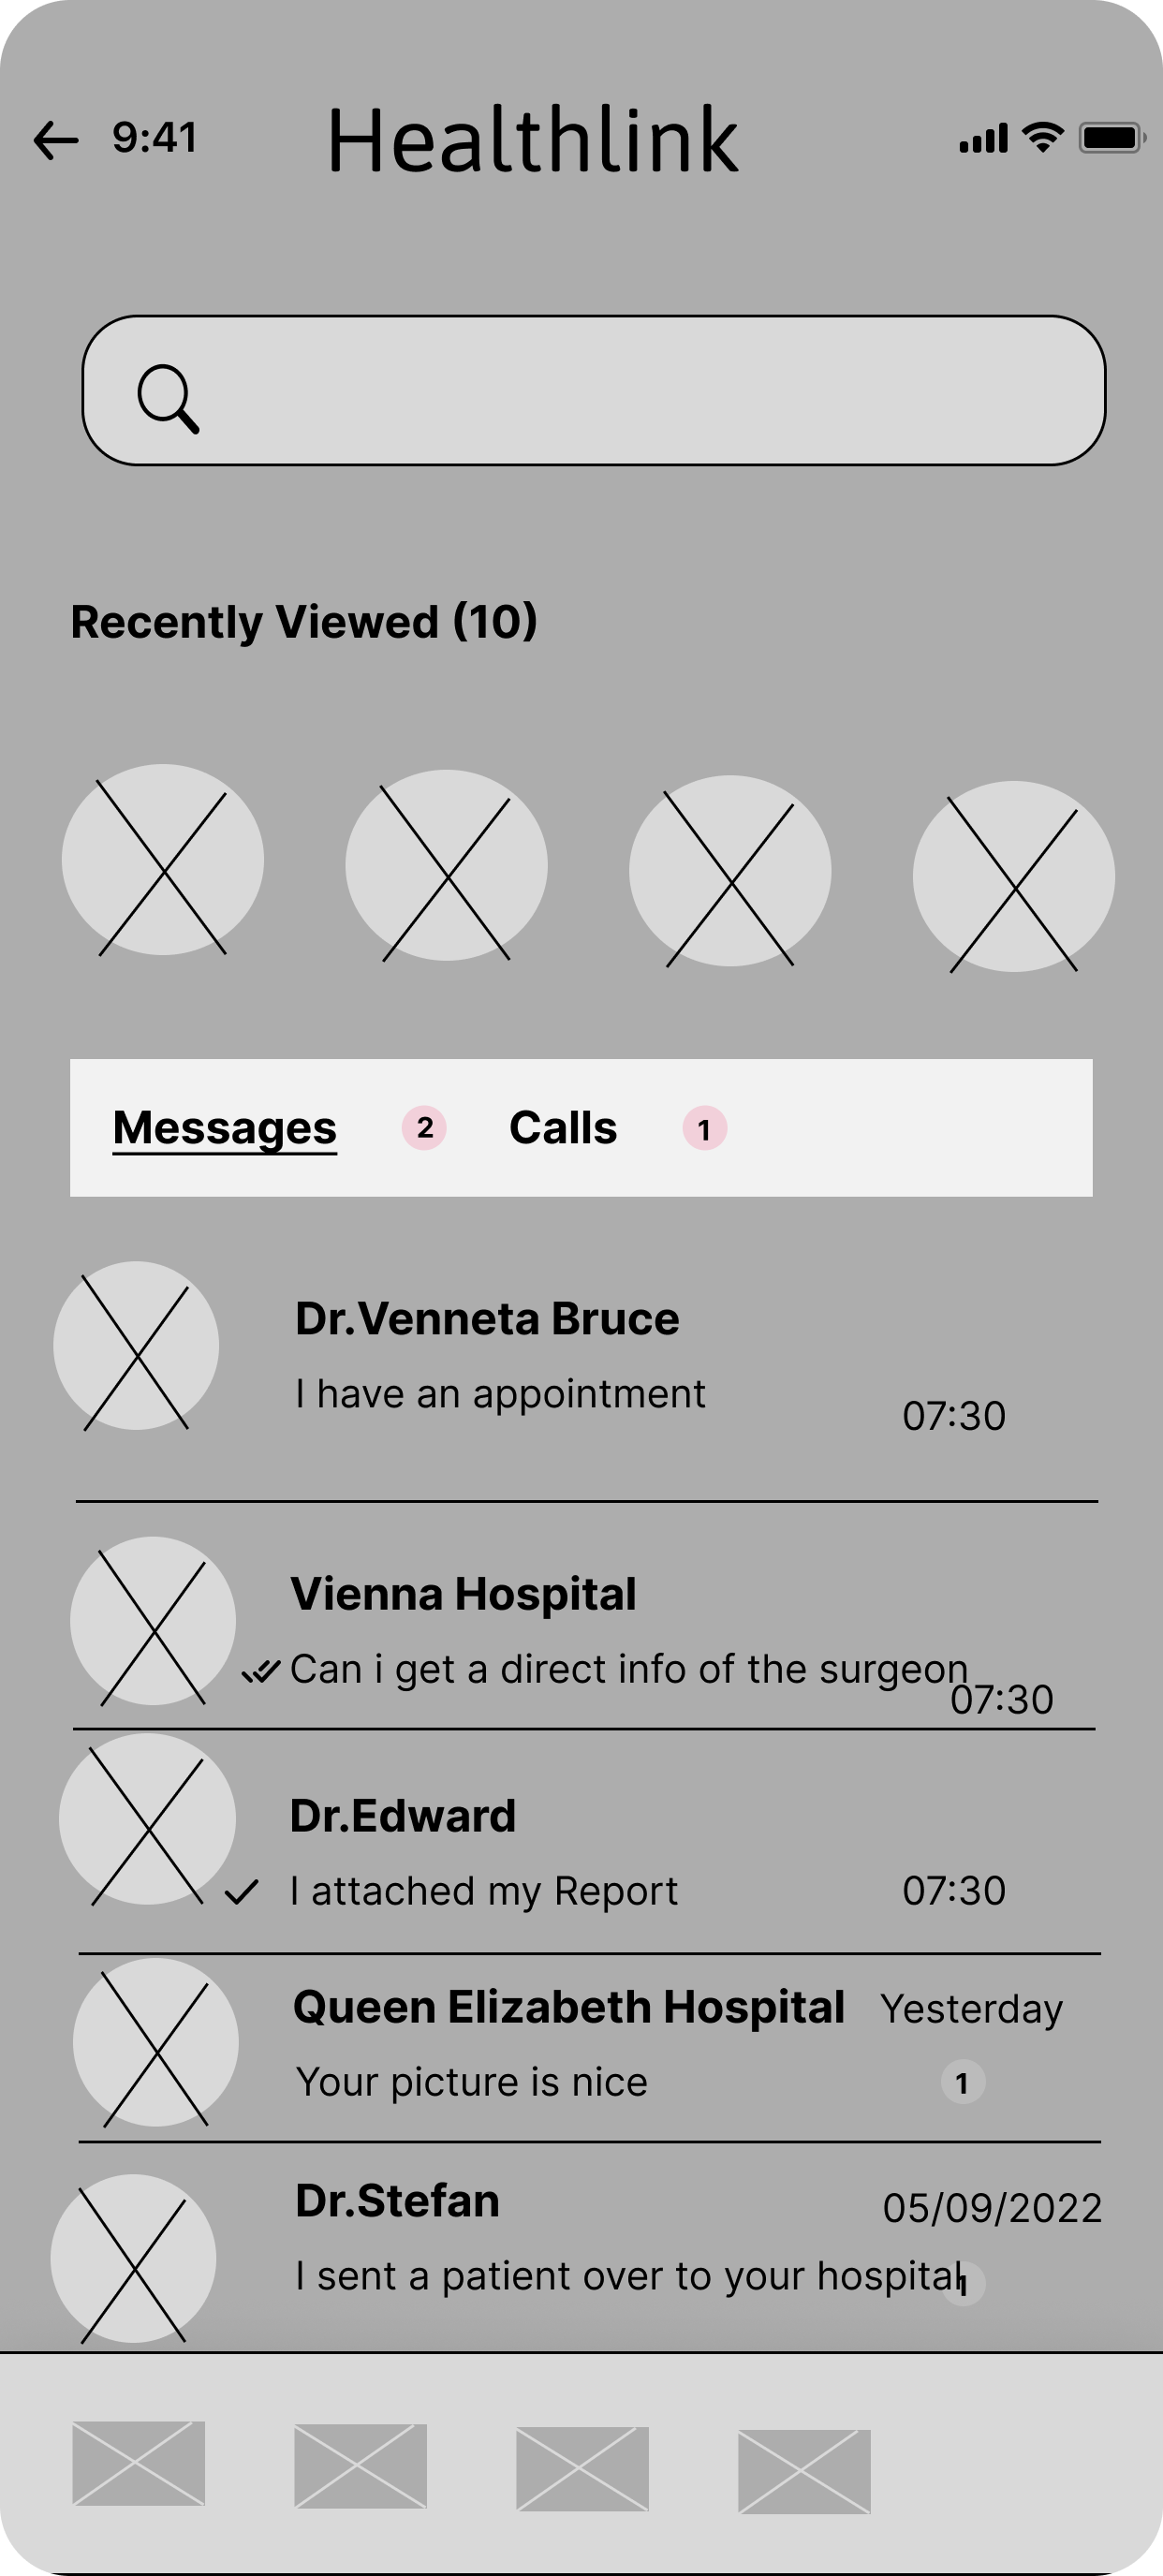 9:41 Healthlink
Recently Viewed (10)
Messages 2 Calls 1
Dr.Venneta Bruce
I have an appointment
07:30
Vienna Hospital
Can i get a direct info of the surgeon
07:30
Dr.Edward
I attached my Report 07:30
Queen Elizabeth Hospital Yesterday
Your picture is nice 1
Dr.Stefan 05/09/2022
I sent a patient over to your hospital 1